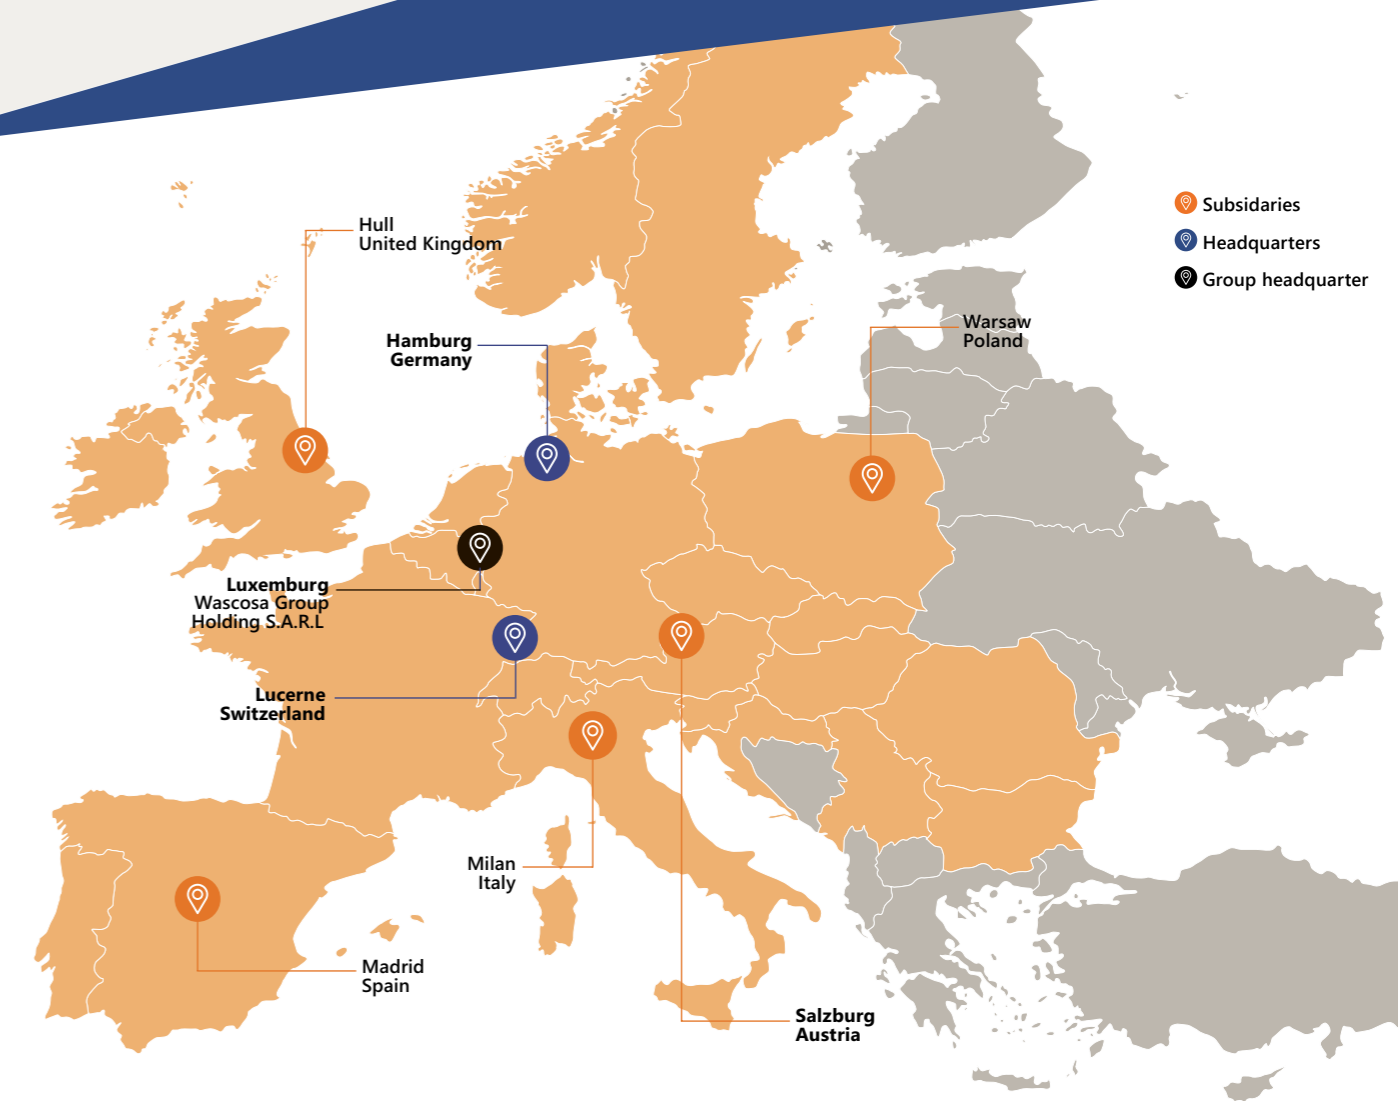 Hull
United Kingdom
Subsidaries
Headquarters
Group headquarter
Hamburg
Germany
Warsaw
Poland
Luxemburg
Wascosa Group
Holding S.A.R.L
Lucerne
Switzerland
Milan
Italy
Madrid
Spain
Salzburg
Austria